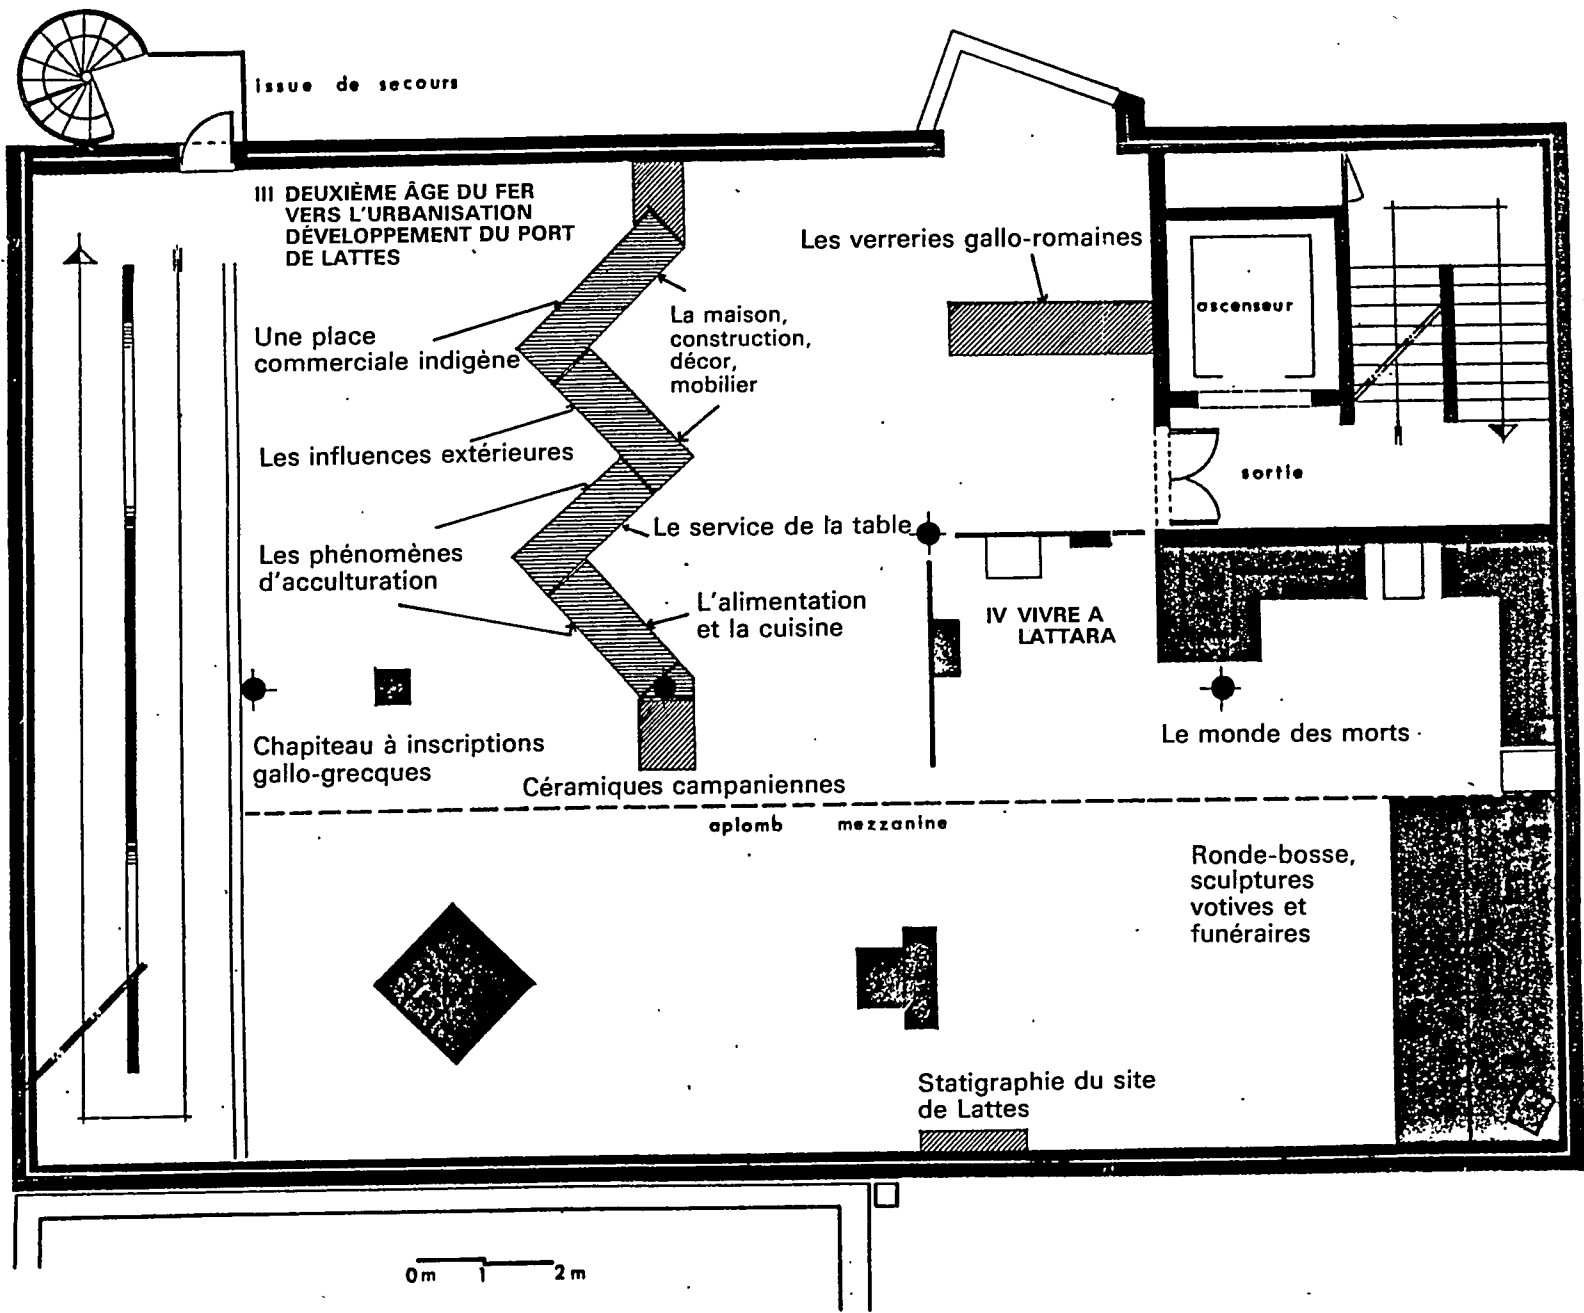 issue de secours
III DEUXIÈME ÂGE DU FER
VERS L'URBANISATION
DÉVELOPPEMENT DU PORT
DE LATTES
Les verreries gallo-romaines
ascenseur
La maison,
construction,
décor,
mobilier
Une place
commerciale indigène
Les influences extérieures
sortie
Le service de la table
Les phénomènes
d'acculturation
L'alimentation
et la cuisine
IV VIVRE A
LATTARA
Le monde des morts
Chapiteau à inscriptions
gallo-grecques
Céramiques campaniennes
aplomb mezzanine
Ronde-bosse,
sculptures
votives et
funéraires
Statigraphie du site
de Lattes
0m 1 2m